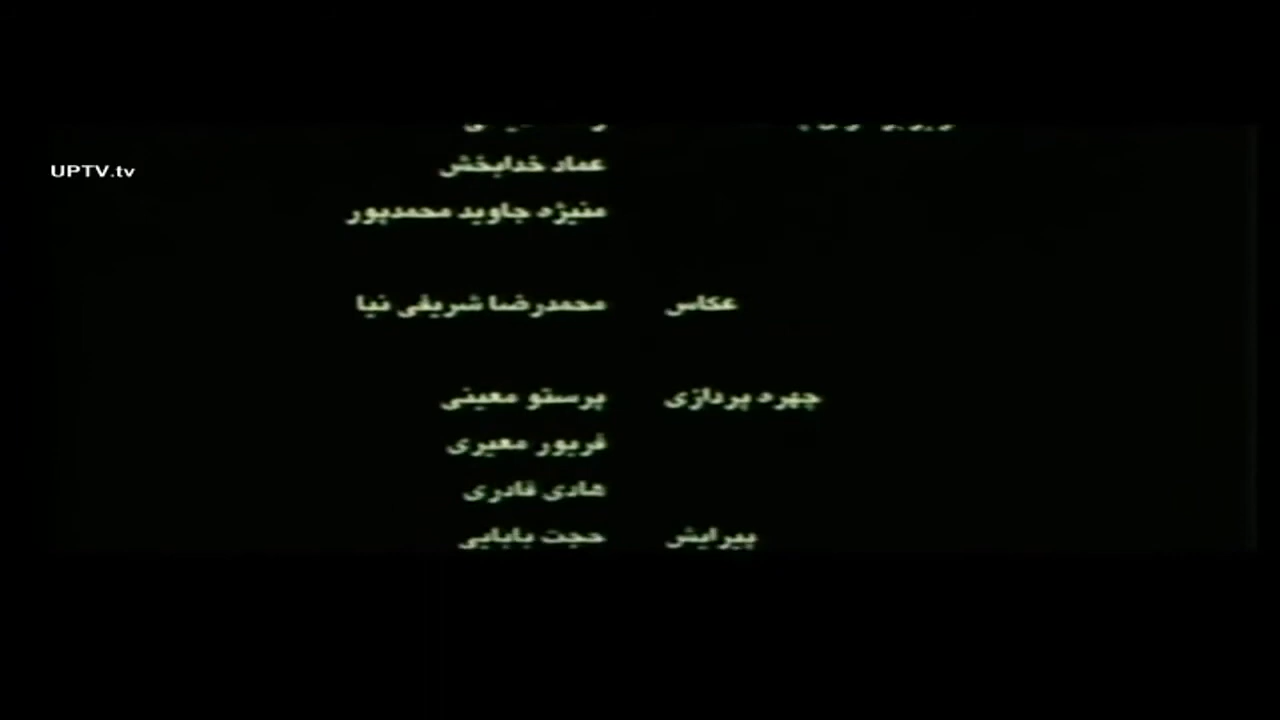 UPTV.tv
عماد خدابخش
منیژه جاوید محمدپور
عکاس محمدرضا شریفی نیا
چهره پردازی پرستو معینی
فریور معیری
هادی قادری
پیرایش حجت بابایی